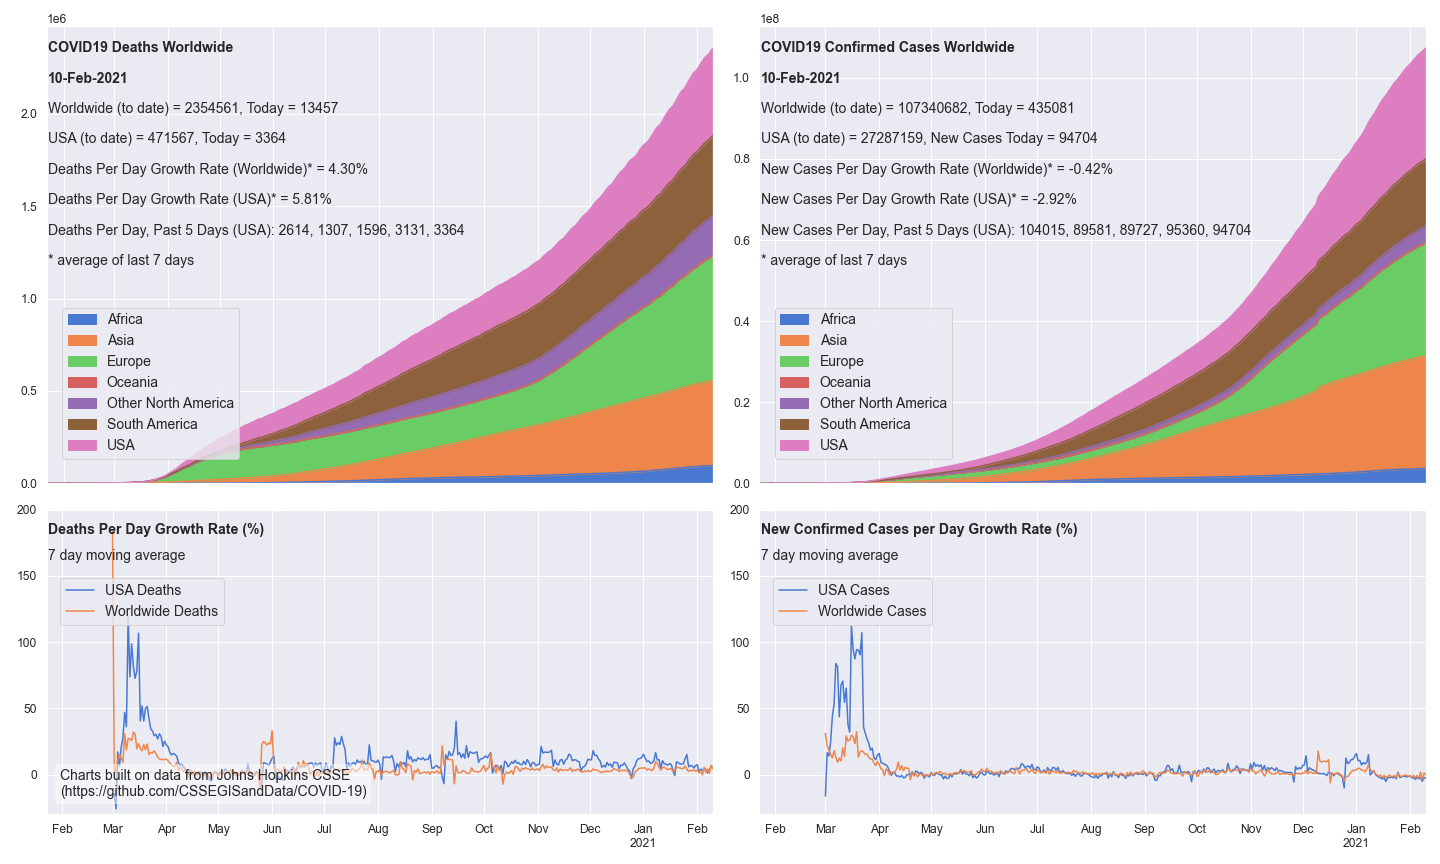 1e6
COVID19 Deaths Worldwide
10-Feb-2021
Worldwide (to date) = 2354561, Today = 13457
USA (to date) = 471567, Today = 3364
Deaths Per Day Growth Rate (Worldwide)* = 4.30%
Deaths Per Day Growth Rate (USA)* = 5.81%
Deaths Per Day, Past 5 Days (USA): 2614, 1307, 1596, 3131, 3364
* average of last 7 days
2.0
1.5
1.0
0.5
0.0
Africa
Asia
Europe
Oceania
Other North America
South America
USA
1e8
COVID19 Confirmed Cases Worldwide
10-Feb-2021
Worldwide (to date) = 107340682, Today = 435081
USA (to date) = 27287159, New Cases Today = 94704
New Cases Per Day Growth Rate (Worldwide)* = -0.42%
New Cases Per Day Growth Rate (USA)* = -2.92%
New Cases Per Day, Past 5 Days (USA): 104015, 89581, 89727, 95360, 94704
* average of last 7 days
1.0
0.8
0.6
0.4
0.2
0.0
Africa
Asia
Europe
Oceania
Other North America
South America
USA
200
150
100
50
0
Deaths Per Day Growth Rate (%)
7 day moving average
USA Deaths
Worldwide Deaths
Charts built on data from Johns Hopkins CSSE
(https://github.com/CSSEGISandData/COVID-19)
Feb Mar Apr May Jun Jul Aug Sep Oct Nov Dec Jan Feb
2021
200
150
100
50
0
New Confirmed Cases per Day Growth Rate (%)
7 day moving average
USA Cases
Worldwide Cases
Feb Mar Apr May Jun Jul Aug Sep Oct Nov Dec Jan Feb
2021